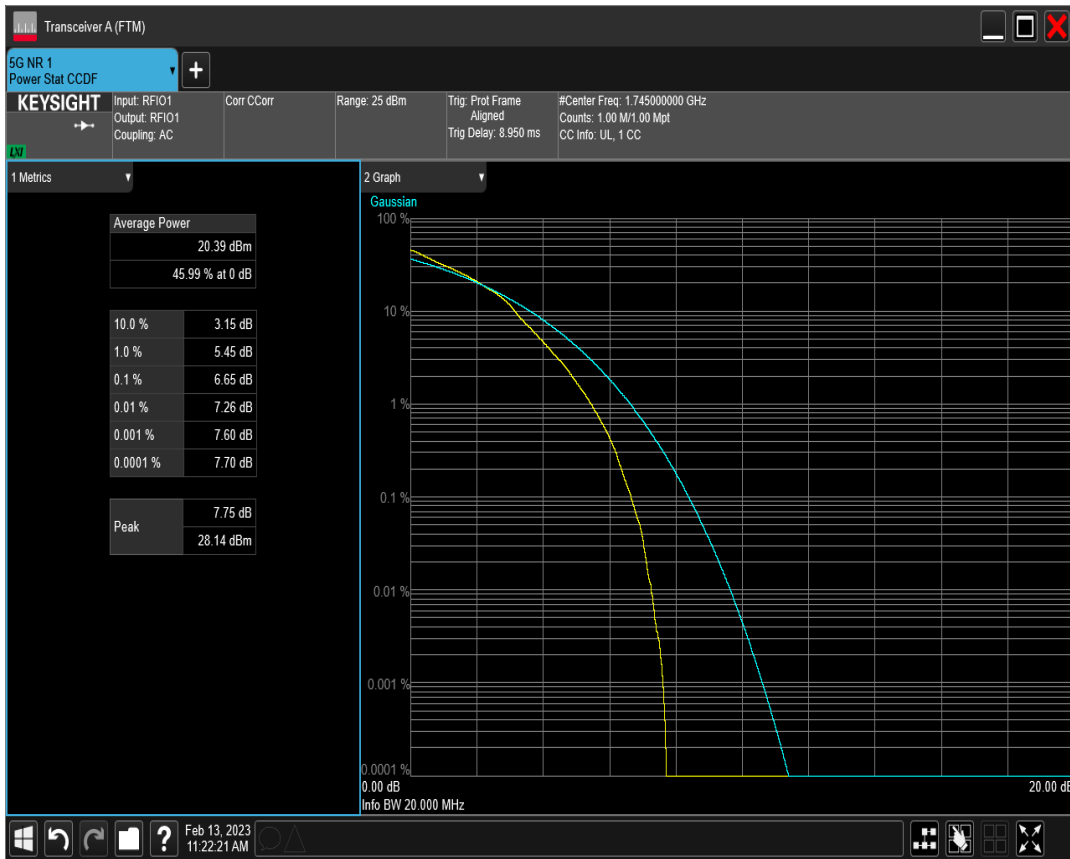 Transceiver A (FTM)
5G NR 1
Power Stat CCDF
+
KEYSIGHT
LXI
Input: RFIO1
Output: RFIO1
Coupling: AC
Corr CCorr
Range: 25 dBm
Trig: Prot Frame
Aligned
Trig Delay: 8.950 ms
#Center Freq: 1.745000000 GHz
Counts: 1.00 M/1.00 Mpt
CC Info: UL, 1 CC
1 Metrics
Average Power
20.39 dBm
45.99 % at 0 dB
10.0 % 3.15 dB
1.0 % 5.45 dB
0.1 % 6.65 dB
0.01 % 7.26 dB
0.001 % 7.60 dB
0.0001 % 7.70 dB
Peak
7.75 dB
28.14 dBm
2 Graph
Gaussian
100 %
10 %
1 %
0.1 %
0.01 %
0.001 %
0.0001 %
0.00 dB 20.00 dB
Info BW 20.000 MHz
?
Feb 13, 2023
11:22:21 AM